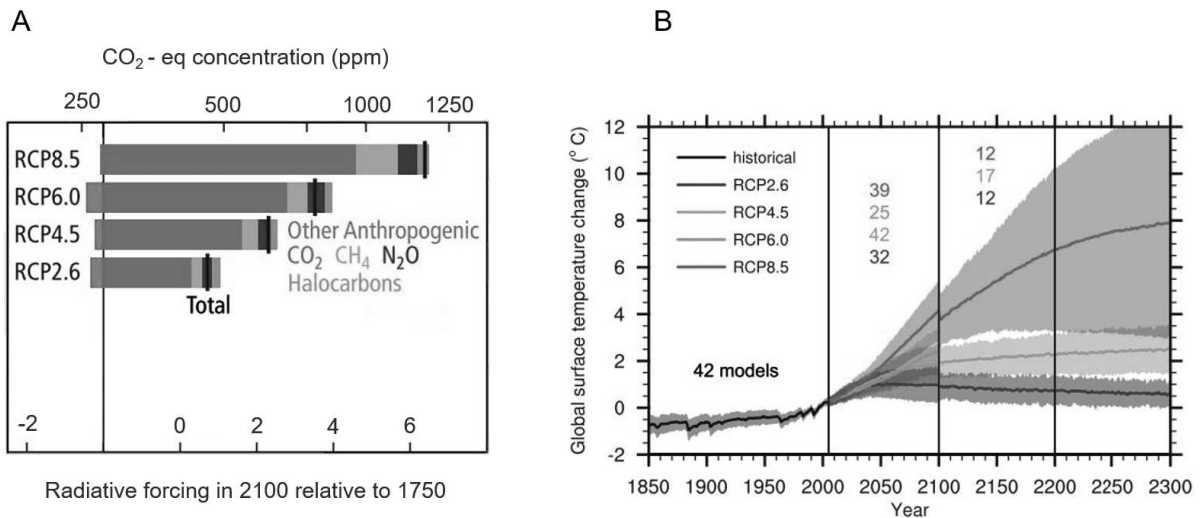 A
CO₂ - eq concentration (ppm)
250 500 1000 1250
RCP8.5
RCP6.0
RCP4.5
RCP2.6
Other Anthropogenic
CO₂ CH₄ N₂O
Halocarbons
Total
-2 0 2 4 6
Radiative forcing in 2100 relative to 1750
B
Global surface temperature change (° C)
12
10
8
6
4
2
0
-2
historical
RCP2.6
RCP4.5
RCP6.0
RCP8.5
39
25
42
32
12
17
12
42 models
1850 1900 1950 2000 2050 2100 2150 2200 2250 2300
Year